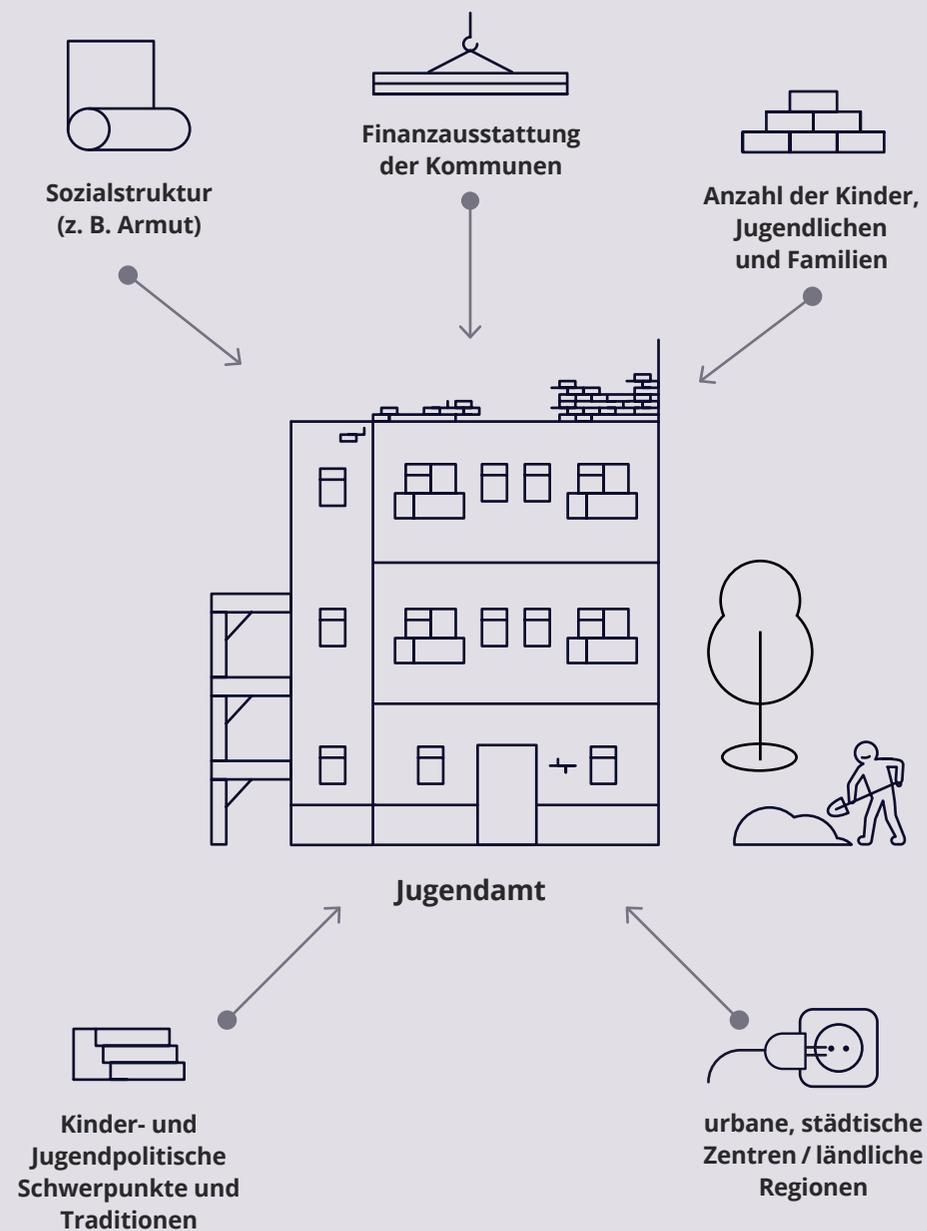 Finanzausstattung
der Kommunen
Sozialstruktur
(z. B. Armut)
Anzahl der Kinder,
Jugendlichen
und Familien
Jugendamt
Kinder- und
Jugendpolitische
Schwerpunkte und
Traditionen
urbane, städtische
Zentren / ländliche
Regionen